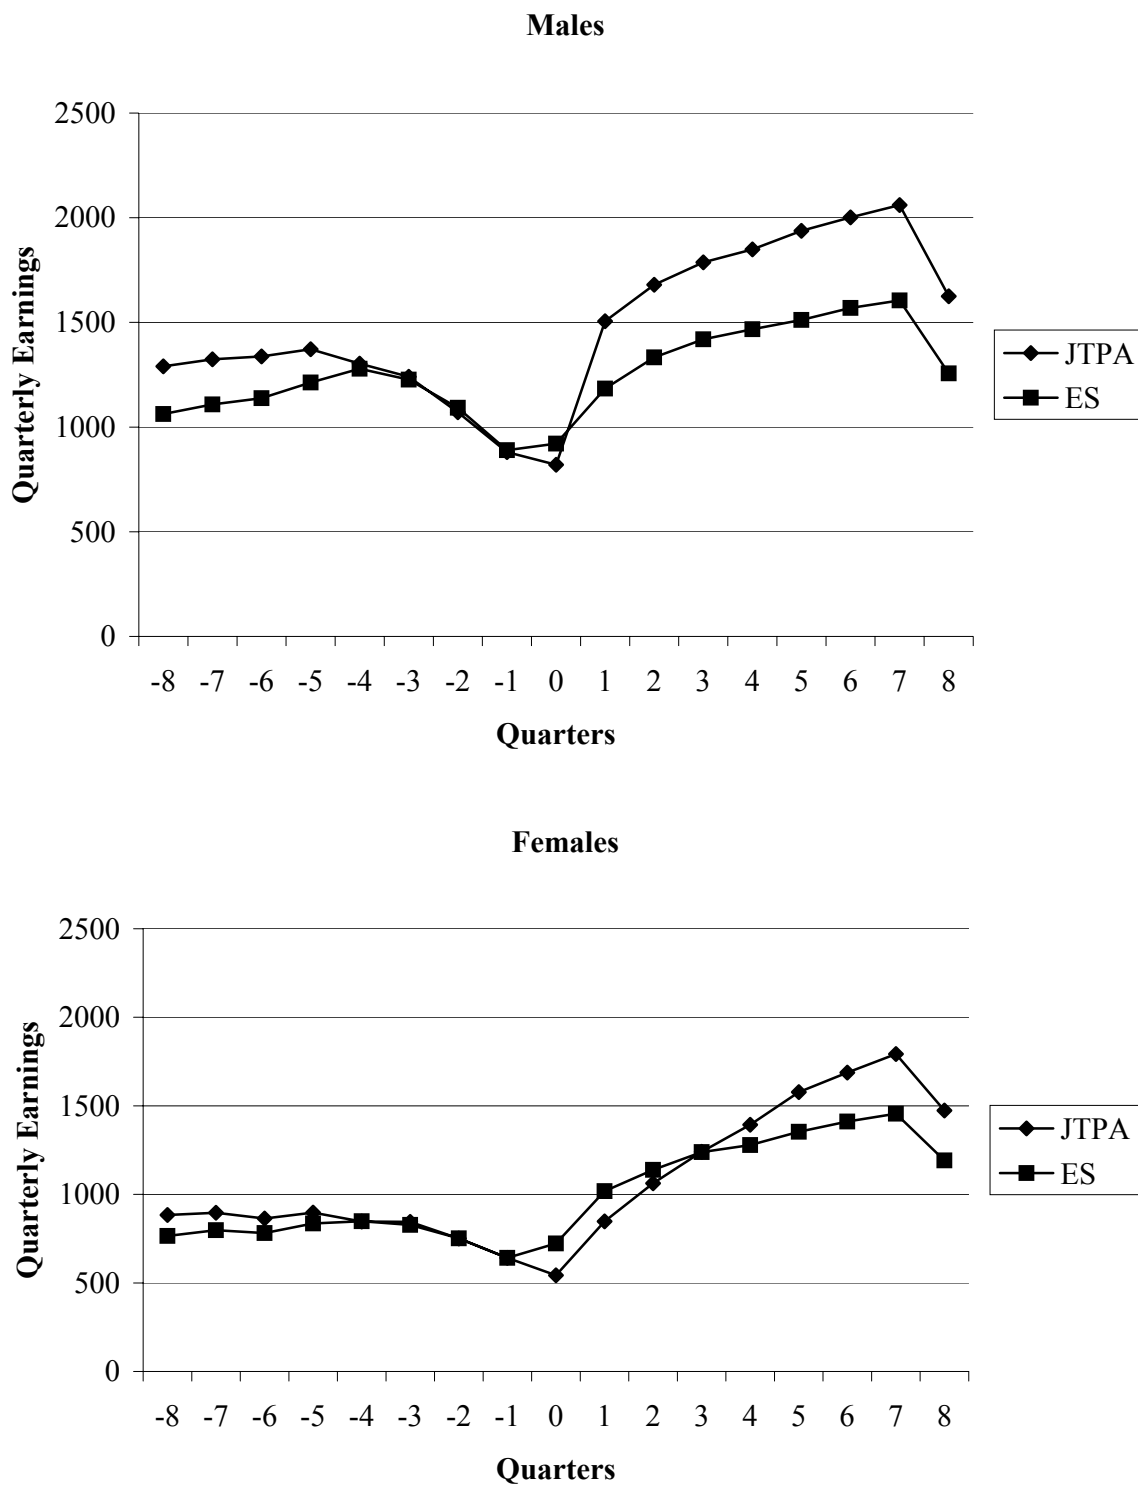 Males
2500
2000
1500
1000
500
0
Quarterly Earnings
-8 -7 -6 -5 -4 -3 -2 -1 0 1 2 3 4 5 6 7 8
Quarters
JTPA
ES
Females
2500
2000
1500
1000
500
0
Quarterly Earnings
-8 -7 -6 -5 -4 -3 -2 -1 0 1 2 3 4 5 6 7 8
Quarters
JTPA
ES